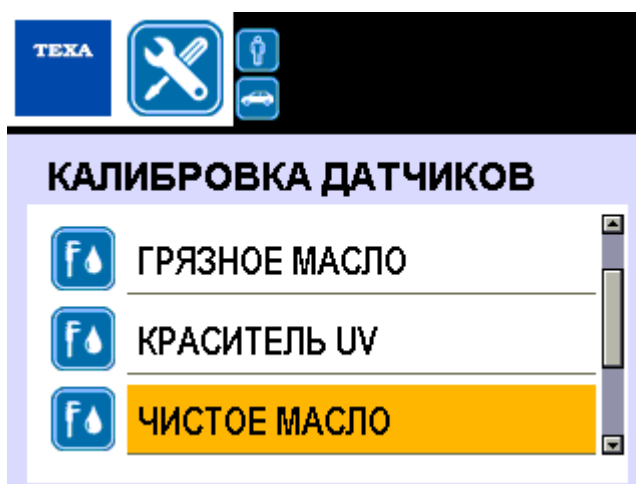 TEXA
КАЛИБРОВКА ДАТЧИКОВ
ГРЯЗНОЕ МАСЛО
КРАСИТЕЛЬ UV
ЧИСТОЕ МАСЛО